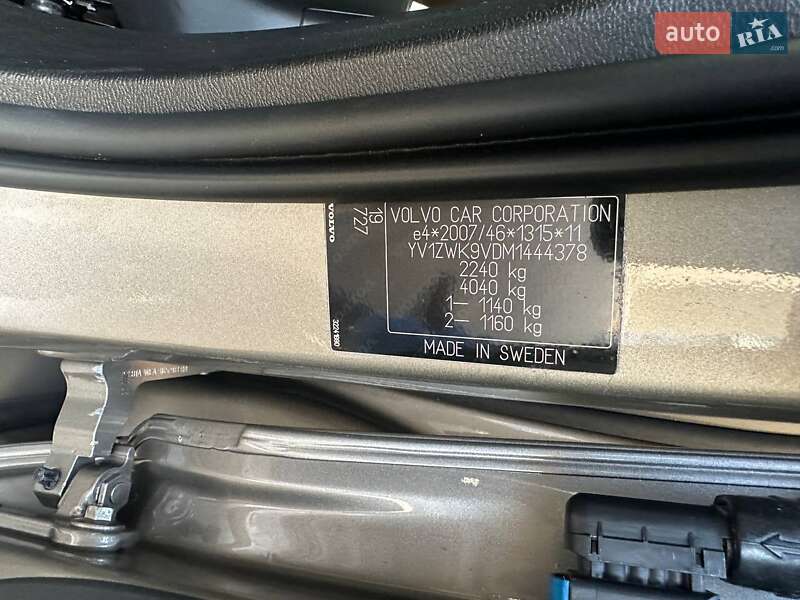 auto RIA.com
VOLVO CAR CORPORATION
e4*2007/46*1315*11
YV1ZWK9VDM1444378
2240 kg
4040 kg
1— 1140 kg
2— 1160 kg
MADE IN SWEDEN
19
727
VOLVO